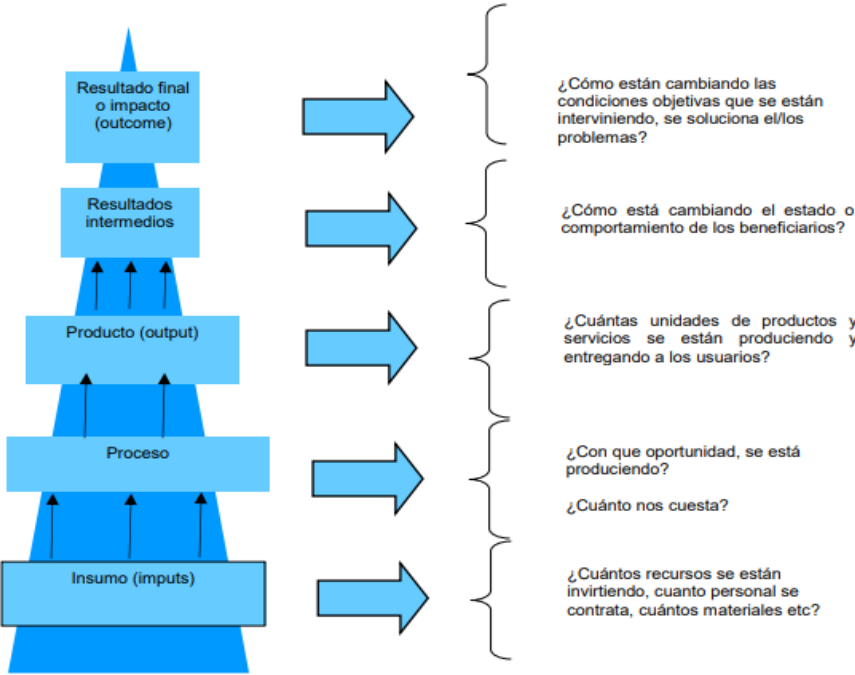 Resultado final
o impacto
(outcome)
¿Cómo están cambiando las
condiciones objetivas que se están
interviniendo, se soluciona el/los
problemas?
Resultados
intermedios
¿Cómo está cambiando el estado o
comportamiento de los beneficiarios?
Producto (output)
¿Cuántas unidades de productos y
servicios se están produciendo y
entregando a los usuarios?
Proceso
¿Con que oportunidad, se está
produciendo?
¿Cuánto nos cuesta?
Insumo (imputs)
¿Cuántos recursos se están
invirtiendo, cuanto personal se
contrata, cuántos materiales etc?